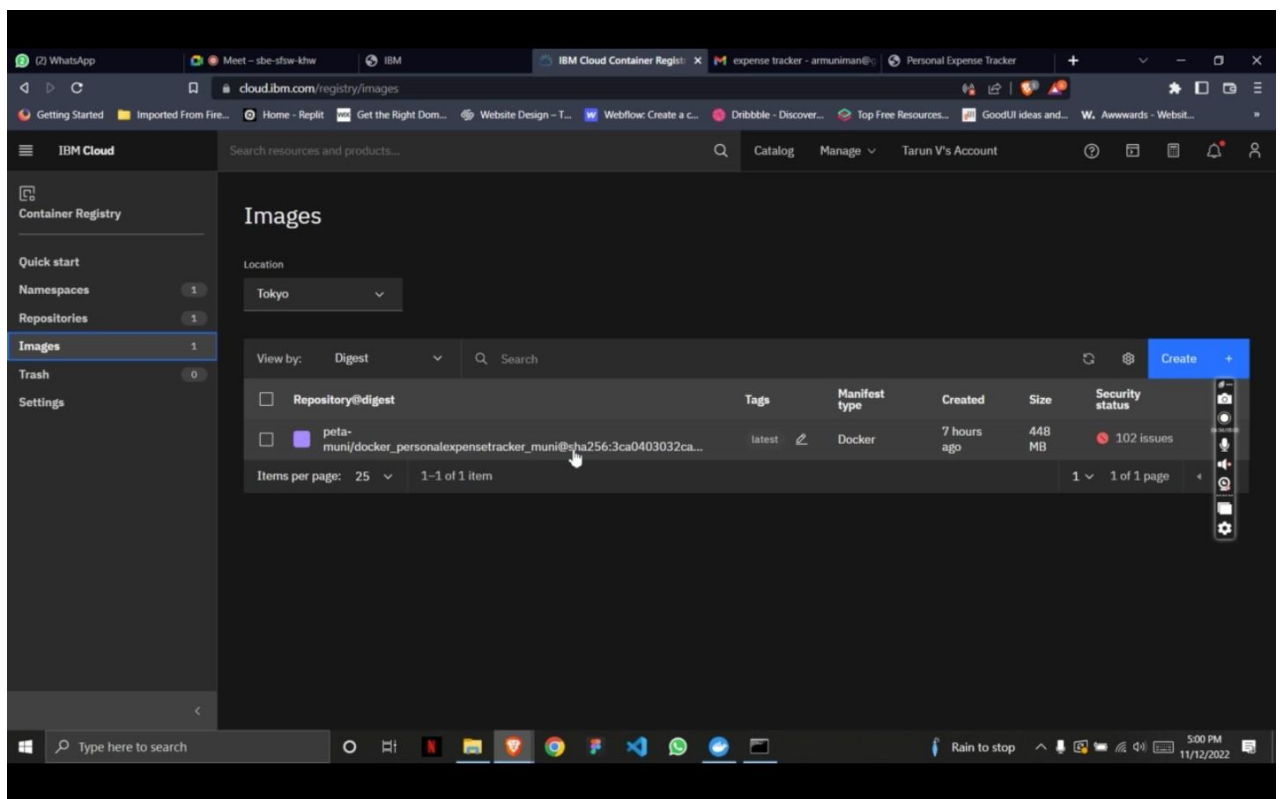 (2) WhatsApp
Meet – sbe-sfsw-khw
IBM
IBM Cloud Container Regist
expense tracker - armuniman@
Personal Expense Tracker
cloud.ibm.com/registry/images
Getting Started
Imported From Fire...
Home - Replit
Get the Right Dom...
Website Design – T...
Webflow: Create a c...
Dribbble - Discover...
Top Free Resources...
GoodUI ideas and...
W. Awwwards - Websit...
IBM Cloud
Search resources and products...
Catalog
Manage
Tarun V's Account
Container Registry
Quick start
Namespaces 1
Repositories 1
Images 1
Trash 0
Settings
Images
Location
Tokyo
View by: Digest
Search
Create +
Repository@digest
Tags
Manifest
type
Created
Size
Security
status
peta-
muni/docker_personalexpensetracker_muni@sha256:3ca0403032ca...
latest
Docker
7 hours
ago
448
MB
102 issues
Items per page: 25
1–1 of 1 item
1
1 of 1 page
Type here to search
Rain to stop
5:00 PM
11/12/2022